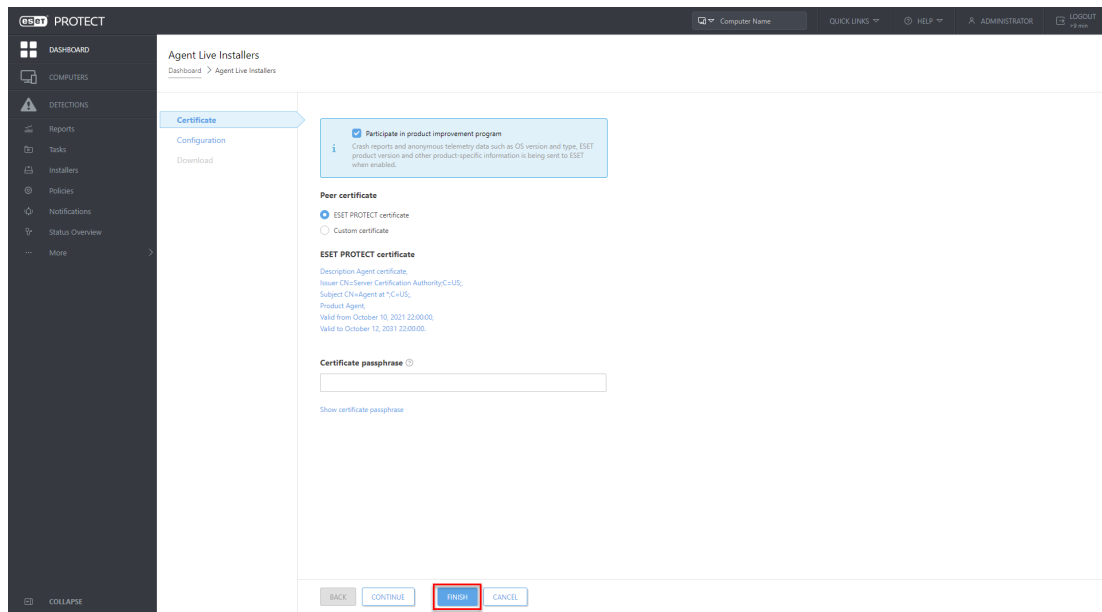 eset PROTECT
Computer Name
QUICK LINKS
HELP
ADMINISTRATOR
LOGOUT
>9 min
DASHBOARD
COMPUTERS
DETECTIONS
Reports
Tasks
Installers
Policies
Notifications
Status Overview
More
COLLAPSE
Agent Live Installers
Dashboard > Agent Live Installers
Certificate
Configuration
Download
Participate in product improvement program
Crash reports and anonymous telemetry data such as OS version and type, ESET
product version and other product-specific information is being sent to ESET
when enabled.
Peer certificate
ESET PROTECT certificate
Custom certificate
ESET PROTECT certificate
Description Agent certificate,
Issuer CN=Server Certification Authority;C=US;,
Subject CN=Agent at *;C=US;,
Product Agent,
Valid from October 10, 2021 22:00:00,
Valid to October 12, 2031 22:00:00.
Certificate passphrase
Show certificate passphrase
BACK
CONTINUE
FINISH
CANCEL